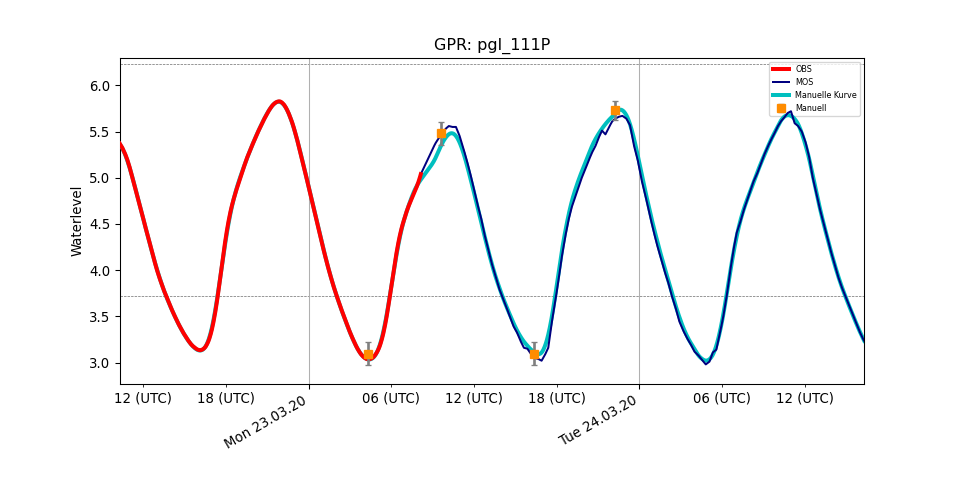 GPR: pgl_111P
OBS
MOS
Manuelle Kurve
Manuell
Waterlevel
6.0
5.5
5.0
4.5
4.0
3.5
3.0
12 (UTC) 18 (UTC) 06 (UTC) 12 (UTC) 18 (UTC) 06 (UTC) 12 (UTC)
Mon 23.03.20 Tue 24.03.20